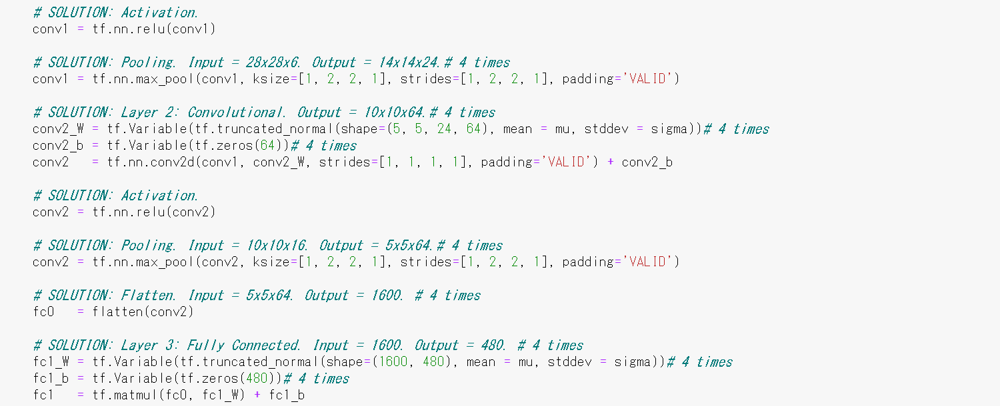 # SOLUTION: Activation.
conv1 = tf.nn.relu(conv1)
# SOLUTION: Pooling. Input = 28x28x6. Output = 14x14x24.# 4 times
conv1 = tf.nn.max_pool(conv1, ksize=[1, 2, 2, 1], strides=[1, 2, 2, 1], padding='VALID')
# SOLUTION: Layer 2: Convolutional. Output = 10x10x64.# 4 times
conv2_W = tf.Variable(tf.truncated_normal(shape=(5, 5, 24, 64), mean = mu, stddev = sigma))# 4 times
conv2_b = tf.Variable(tf.zeros(64))# 4 times
conv2   = tf.nn.conv2d(conv1, conv2_W, strides=[1, 1, 1, 1], padding='VALID') + conv2_b
# SOLUTION: Activation.
conv2 = tf.nn.relu(conv2)
# SOLUTION: Pooling. Input = 10x10x16. Output = 5x5x64.# 4 times
conv2 = tf.nn.max_pool(conv2, ksize=[1, 2, 2, 1], strides=[1, 2, 2, 1], padding='VALID')
# SOLUTION: Flatten. Input = 5x5x64. Output = 1600. # 4 times
fc0   = flatten(conv2)
# SOLUTION: Layer 3: Fully Connected. Input = 1600. Output = 480. # 4 times
fc1_W = tf.Variable(tf.truncated_normal(shape=(1600, 480), mean = mu, stddev = sigma))# 4 times
fc1_b = tf.Variable(tf.zeros(480))# 4 times
fc1   = tf.matmul(fc0, fc1_W) + fc1_b